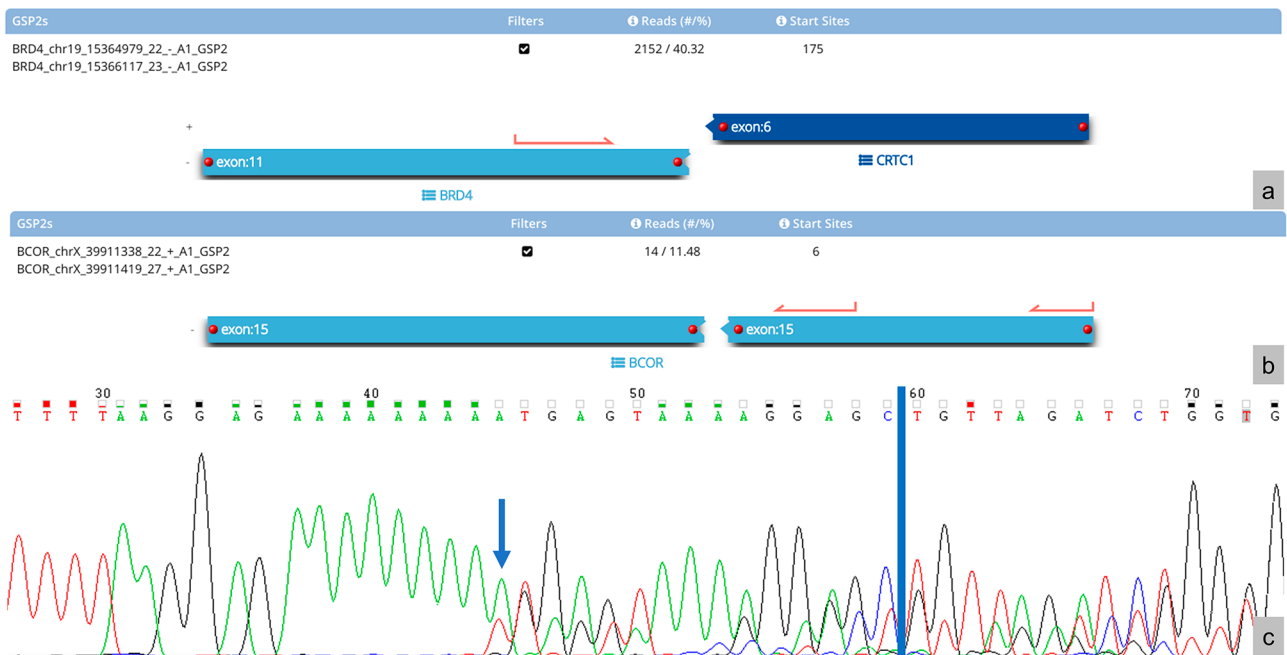 GSP2s Filters Reads (#/%) Start Sites
BRD4_chr19_15364979_22_-_A1_GSP2 2152 / 40.32 175
BRD4_chr19_15366117_23_-_A1_GSP2
+ exon:6
- exon:11 CRTC1
BRD4
a
GSP2s Filters Reads (#/%) Start Sites
BCOR_chrX_39911338_22_+_A1_GSP2 14 / 11.48 6
BCOR_chrX_39911419_27_+_A1_GSP2
- exon:15 exon:15
BCOR
b
30 40 50 60 70
T T T T A A G G A G A A A A A A A A A T G A G T A A A A G G A G C T G T T A G A T C T G G T G
c